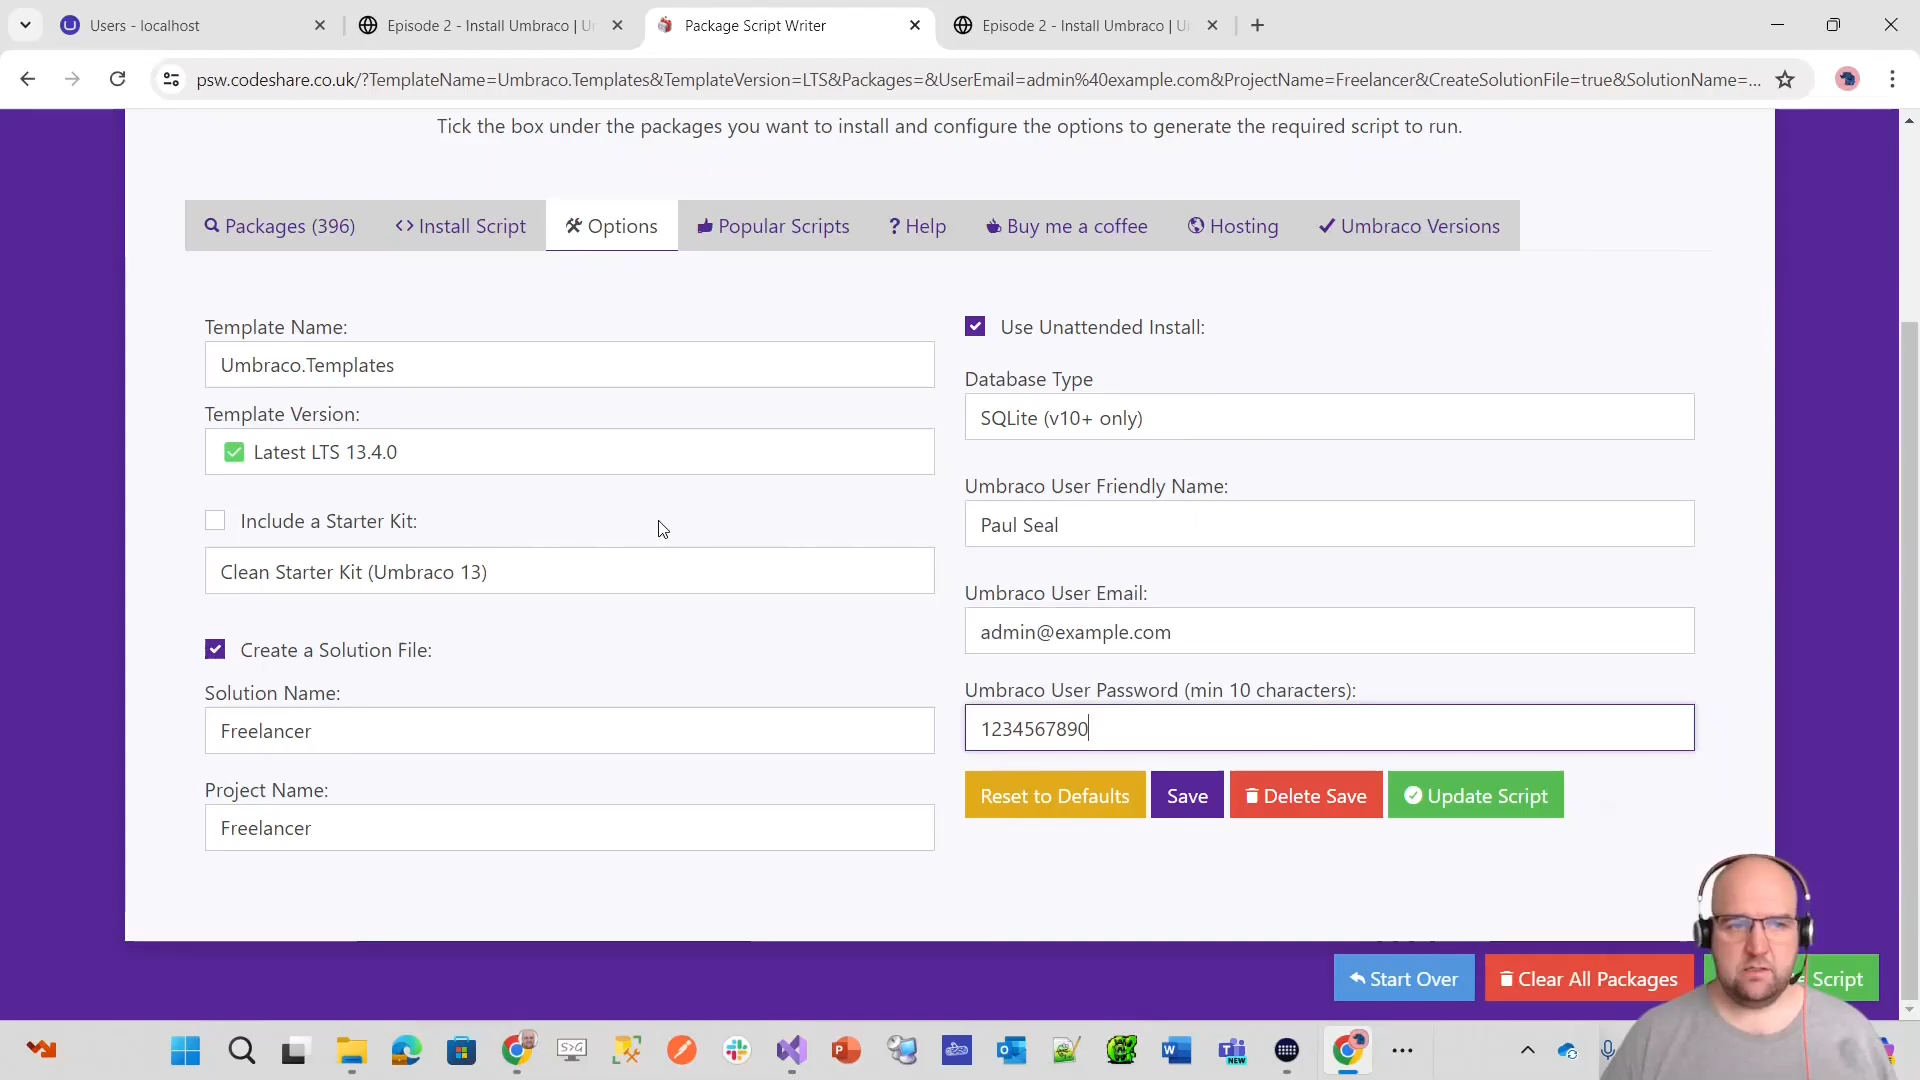 Users - localhost
Episode 2 - Install Umbraco | U
Package Script Writer
Episode 2 - Install Umbraco | U
psw.codeshare.co.uk/?TemplateName=Umbraco.Templates&TemplateVersion=LTS&Packages=&UserEmail=admin%40example.com&ProjectName=Freelancer&CreateSolutionFile=true&SolutionName=...
Tick the box under the packages you want to install and configure the options to generate the required script to run.
Packages (396)
<> Install Script
Options
Popular Scripts
? Help
Buy me a coffee
Hosting
Umbraco Versions
Template Name:
Umbraco.Templates
Template Version:
Latest LTS 13.4.0
Include a Starter Kit:
Clean Starter Kit (Umbraco 13)
Create a Solution File:
Solution Name:
Freelancer
Project Name:
Freelancer
Use Unattended Install:
Database Type
SQLite (v10+ only)
Umbraco User Friendly Name:
Paul Seal
Umbraco User Email:
admin@example.com
Umbraco User Password (min 10 characters):
1234567890
Reset to Defaults
Save
Delete Save
Update Script
Start Over
Clear All Packages
Script